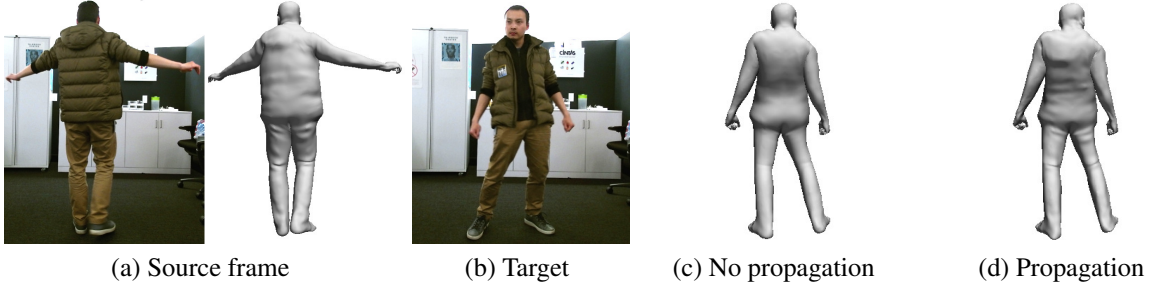 (a) Source frame
(b) Target
(c) No propagation
(d) Propagation